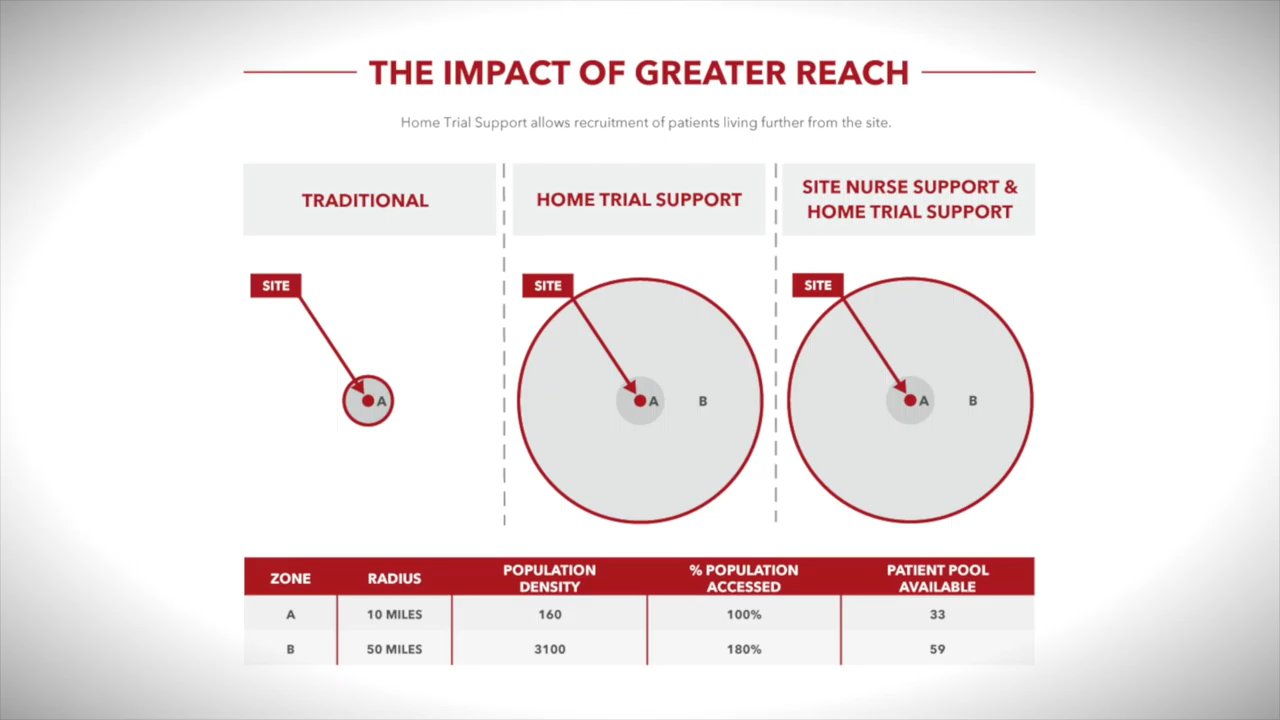 THE IMPACT OF GREATER REACH
Home Trial Support allows recruitment of patients living further from the site.
TRADITIONAL
HOME TRIAL SUPPORT
SITE NURSE SUPPORT &
HOME TRIAL SUPPORT
SITE
A
SITE
A
B
SITE
A
B
ZONE
RADIUS
POPULATION
DENSITY
% POPULATION
ACCESSED
PATIENT POOL
AVAILABLE
A
10 MILES
160
100%
33
B
50 MILES
3100
180%
59